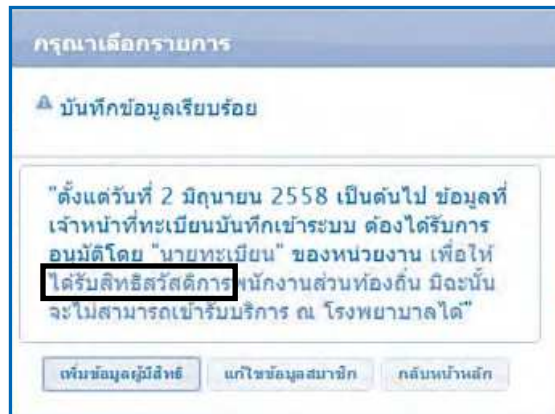 กรุณาเลือกรายการ
บันทึกข้อมูลเรียบร้อย
"ตั้งแต่วันที่ 2 มิถุนายน 2558 เป็นต้นไป ข้อมูลที่
เจ้าหน้าที่ทะเบียนบันทึกเข้าระบบ ต้องได้รับการ
อนุมัติโดย "นายทะเบียน" ของหน่วยงาน เพื่อให้
ได้รับสิทธิสวัสดิการพนักงานส่วนท้องถิ่น มิฉะนั้น
จะไม่สามารถเข้ารับบริการ ณ โรงพยาบาลได้"
เพิ่มข้อมูลผู้มีสิทธิ แก้ไขข้อมูลสมาชิก กลับหน้าหลัก